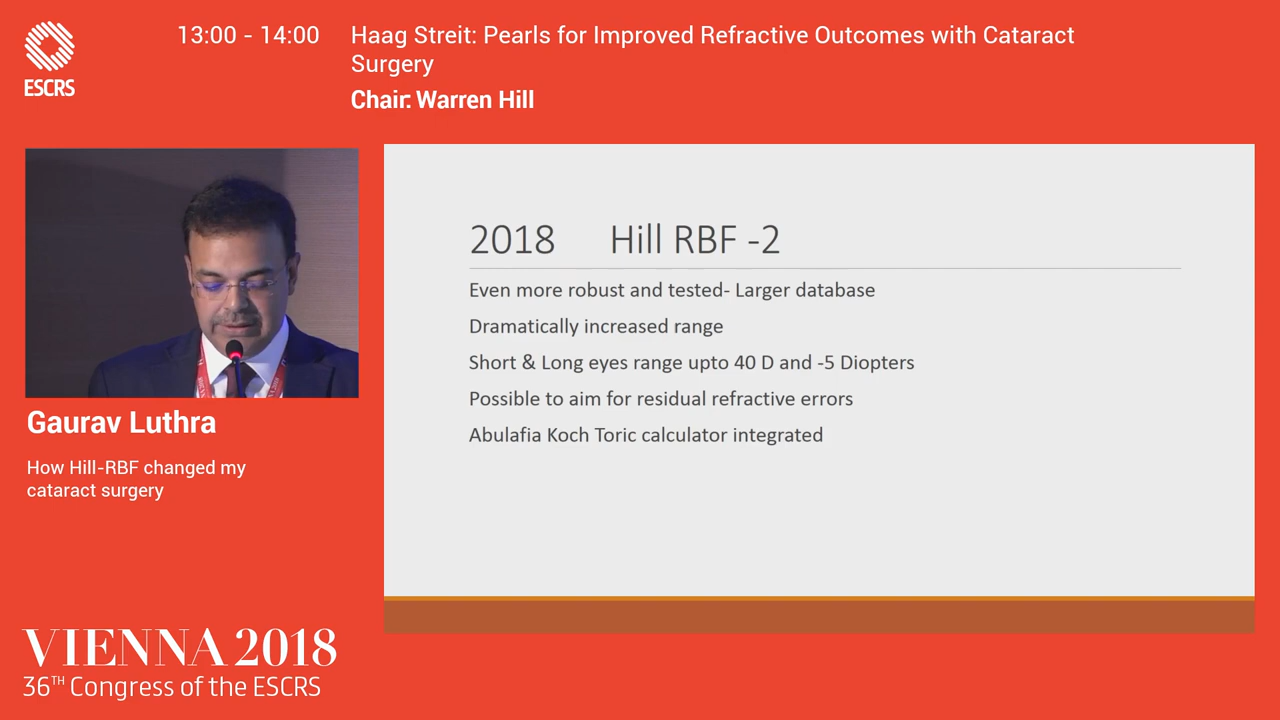 ESCRS
13:00 - 14:00
Haag Streit: Pearls for Improved Refractive Outcomes with Cataract
Surgery
Chair: Warren Hill
2018 Hill RBF -2
Even more robust and tested- Larger database
Dramatically increased range
Short & Long eyes range upto 40 D and -5 Diopters
Possible to aim for residual refractive errors
Abulafia Koch Toric calculator integrated
Gaurav Luthra
How Hill-RBF changed my
cataract surgery
VIENNA 2018
36TH Congress of the ESCRS